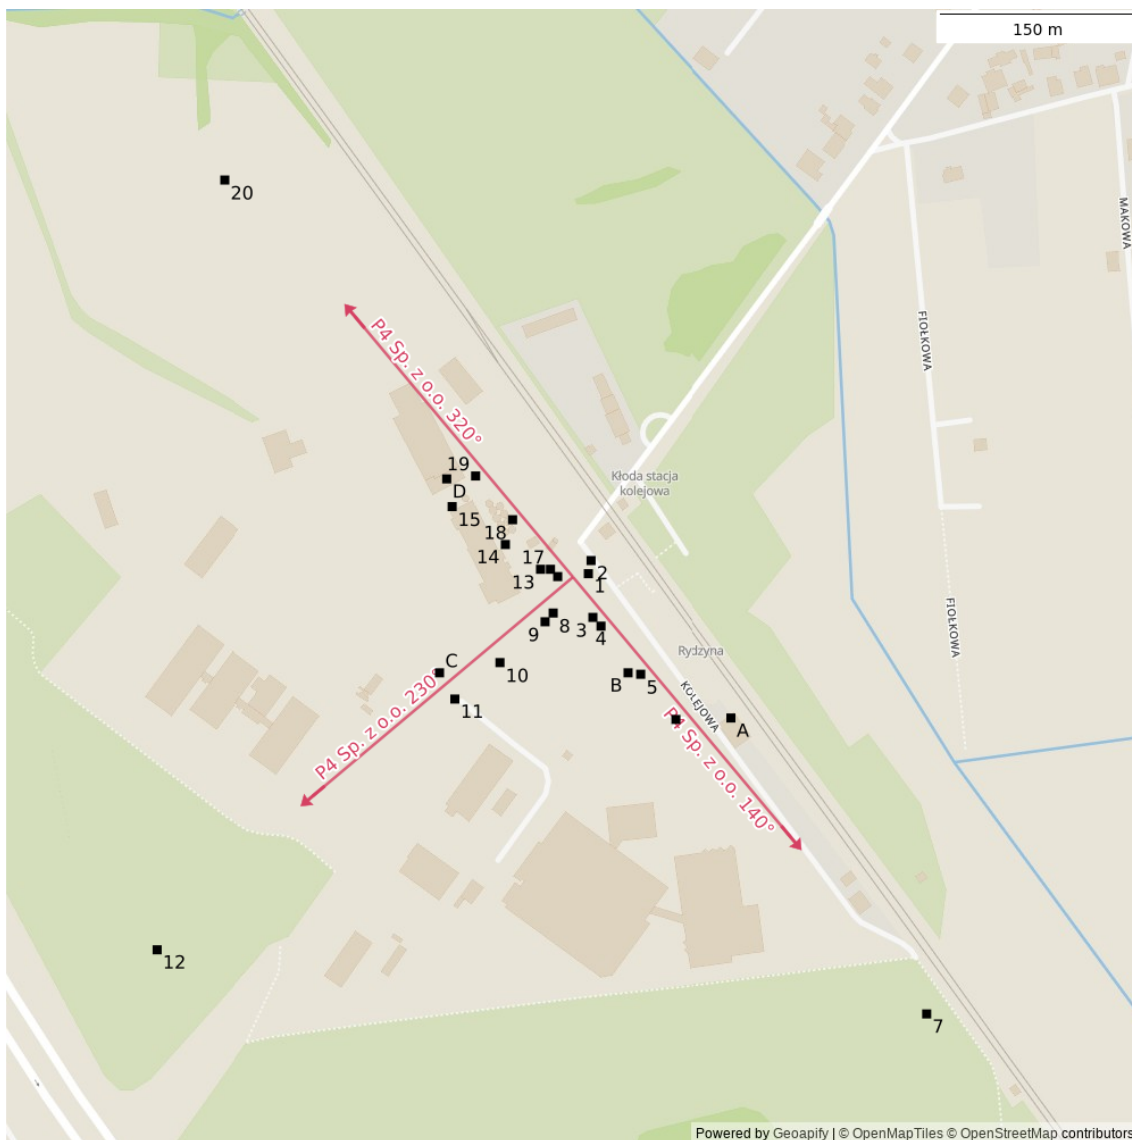 150 m
20
MAKOWA
FIOŁKOWA
P4 Sp. z o.o. 320°
19
Kłoda stacja
kolejowa
D
15
18
14
17
2
13
1
FIOŁKOWA
3
8
9
4
Rydzyna
C
10
B
5
KOLEJOWA
11
P4 Sp. z o.o. 230°
A
P4 Sp. z o.o. 140°
12
7
Powered by Geoapify | © OpenMapTiles © OpenStreetMap contributors